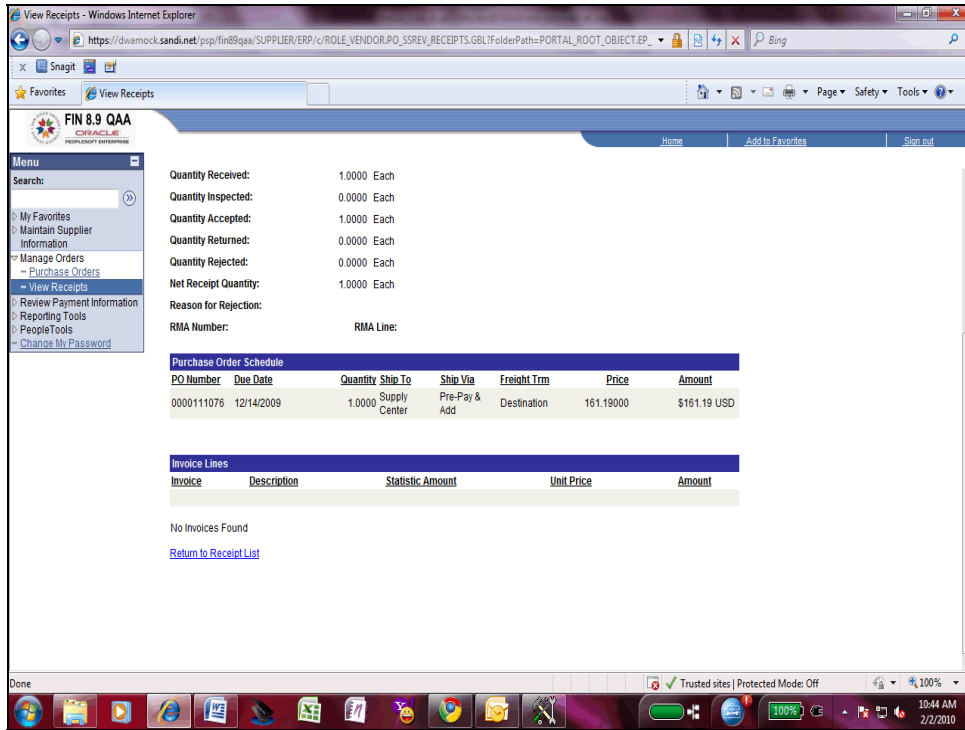 View Receipts - Windows Internet Explorer
https://dwarnock.sandi.net/psp/fin89qaa/SUPPLIER/ERP/c/ROLE_VENDOR.PO_SSREV_RECEIPTS.GBL?FolderPath=PORTAL_ROOT_OBJECT.EP_
Bing
x Snagit
Favorites View Receipts
Page Safety Tools
FIN 8.9 QAA
ORACLE
PEOPLESOFT ENTERPRISE
Home Add to Favorites Sign out
Menu
Search:
My Favorites
Maintain Supplier
Information
Manage Orders
- Purchase Orders
- View Receipts
Review Payment Information
Reporting Tools
PeopleTools
- Change My Password
Quantity Received: 1.0000 Each
Quantity Inspected: 0.0000 Each
Quantity Accepted: 1.0000 Each
Quantity Returned: 0.0000 Each
Quantity Rejected: 0.0000 Each
Net Receipt Quantity: 1.0000 Each
Reason for Rejection:
RMA Number: RMA Line:
Purchase Order Schedule
PO Number Due Date Quantity Ship To Ship Via Freight Trm Price Amount
0000111076 12/14/2009 1.0000 Supply Center Pre-Pay & Add Destination 161.19000 $161.19 USD
Invoice Lines
Invoice Description Statistic Amount Unit Price Amount
No Invoices Found
Return to Receipt List
Done Trusted sites | Protected Mode: Off 100%
100% 10:44 AM
2/2/2010